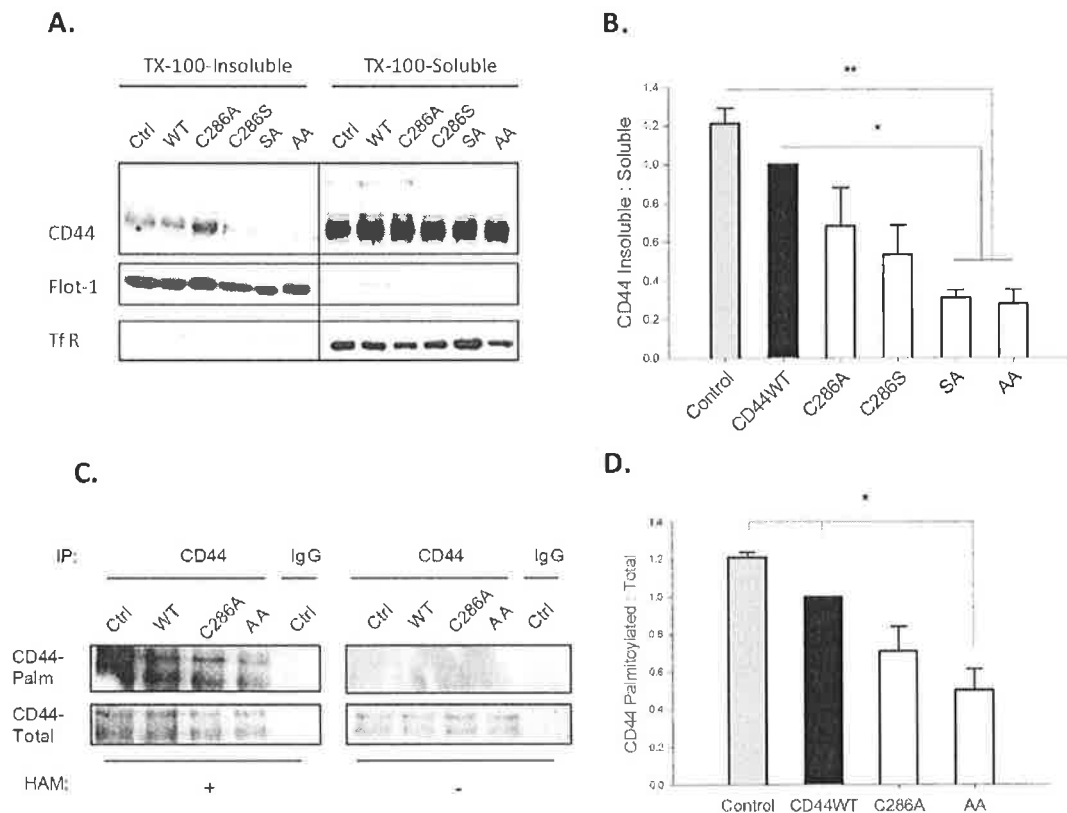 A.
TX-100-Insoluble TX-100-Soluble
Ctrl WT C286A C286S SA AA Ctrl WT C286A C286S SA AA
CD44
Flot-1
TfR
B.
CD44 Insoluble : Soluble
1.4
1.2
1.0
0.8
0.6
0.4
0.2
0.0
**
*
Control CD44WT C286A C286S SA AA
C.
IP: CD44 IgG CD44 IgG
Ctrl WT C286A AA Ctrl Ctrl WT C286A AA Ctrl
CD44-
Palm
CD44-
Total
HAM: + -
D.
CD44 Palmitoylated : Total
1.4
1.2
1.0
0.8
0.6
0.4
0.2
0.0
*
Control CD44WT C286A AA